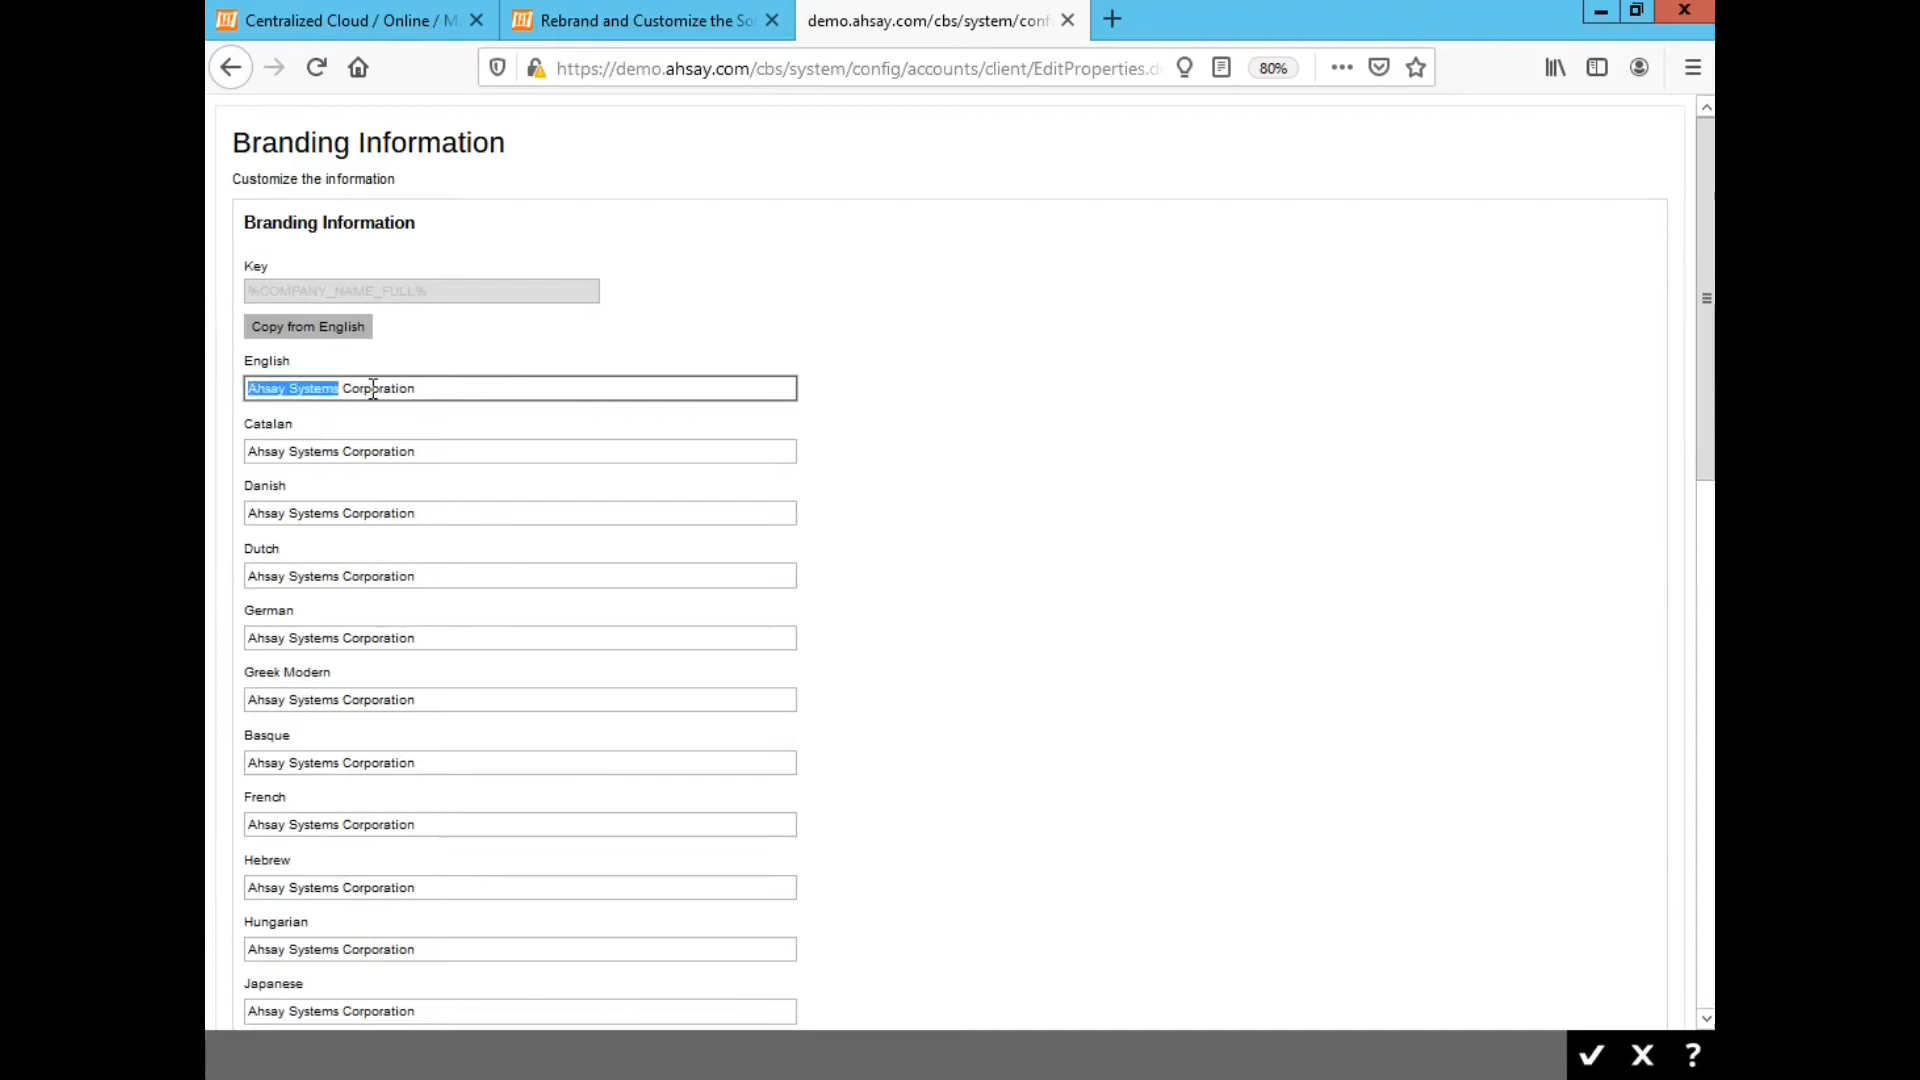 Centralized Cloud / Online / M
Rebrand and Customize the So
demo.ahsay.com/cbs/system/conf
https://demo.ahsay.com/cbs/system/config/accounts/client/EditProperties.d
80%
Branding Information
Customize the information
Branding Information
Key
%COMPANY_NAME_FULL%
Copy from English
English
Ahsay Systems Corporation
Catalan
Ahsay Systems Corporation
Danish
Ahsay Systems Corporation
Dutch
Ahsay Systems Corporation
German
Ahsay Systems Corporation
Greek Modern
Ahsay Systems Corporation
Basque
Ahsay Systems Corporation
French
Ahsay Systems Corporation
Hebrew
Ahsay Systems Corporation
Hungarian
Ahsay Systems Corporation
Japanese
Ahsay Systems Corporation
?